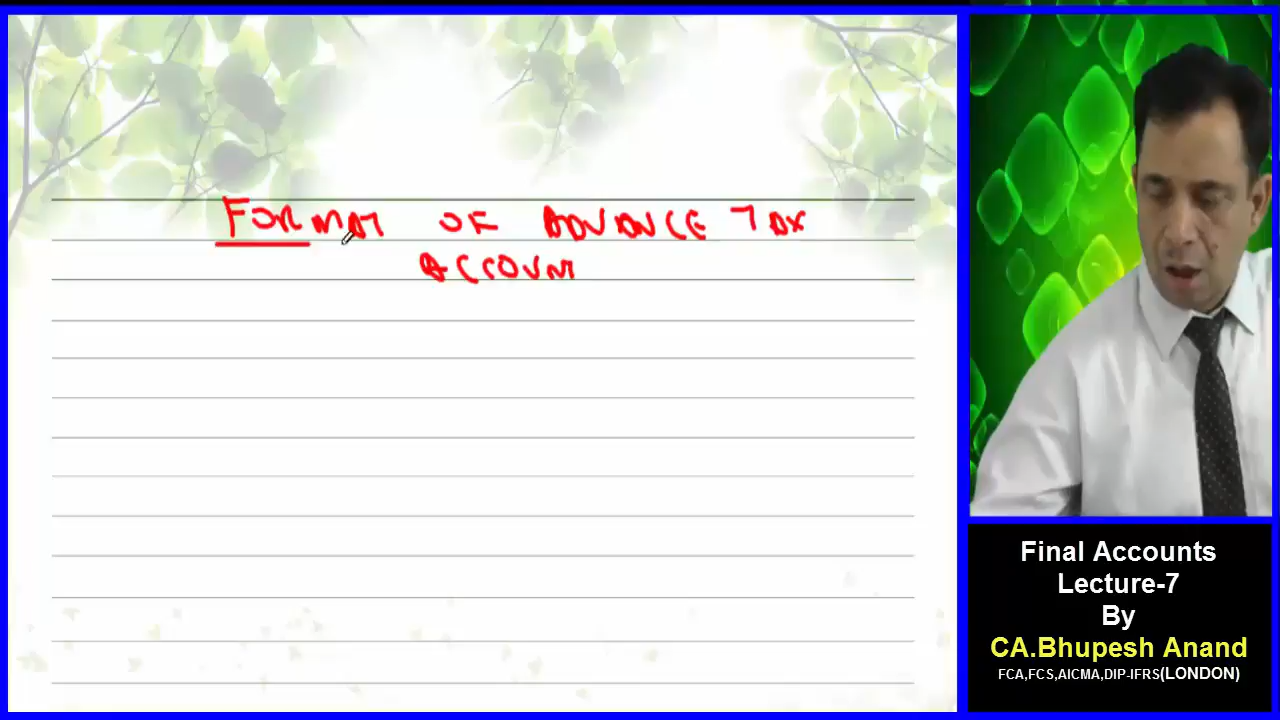 FORMAT OF ADVANCE TAX
ACCOUNT
Final Accounts
Lecture-7
By
CA.Bhupesh Anand
FCA,FCS,AICMA,DIP-IFRS(LONDON)